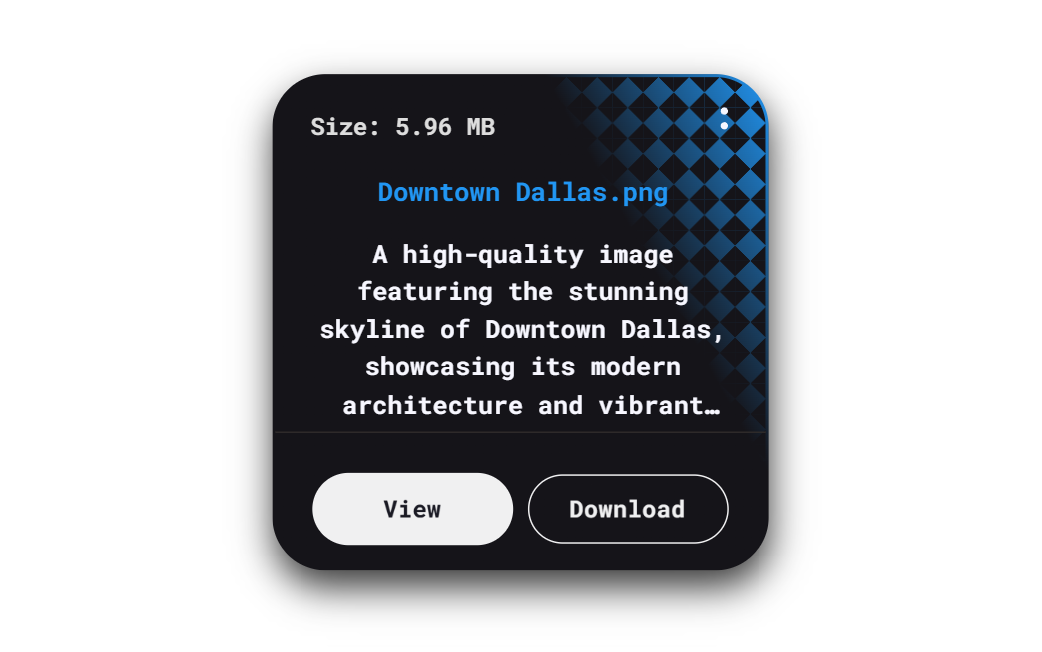 Size: 5.96 MB
Downtown Dallas.png
A high-quality image
featuring the stunning
skyline of Downtown Dallas,
showcasing its modern
architecture and vibrant…
View
Download